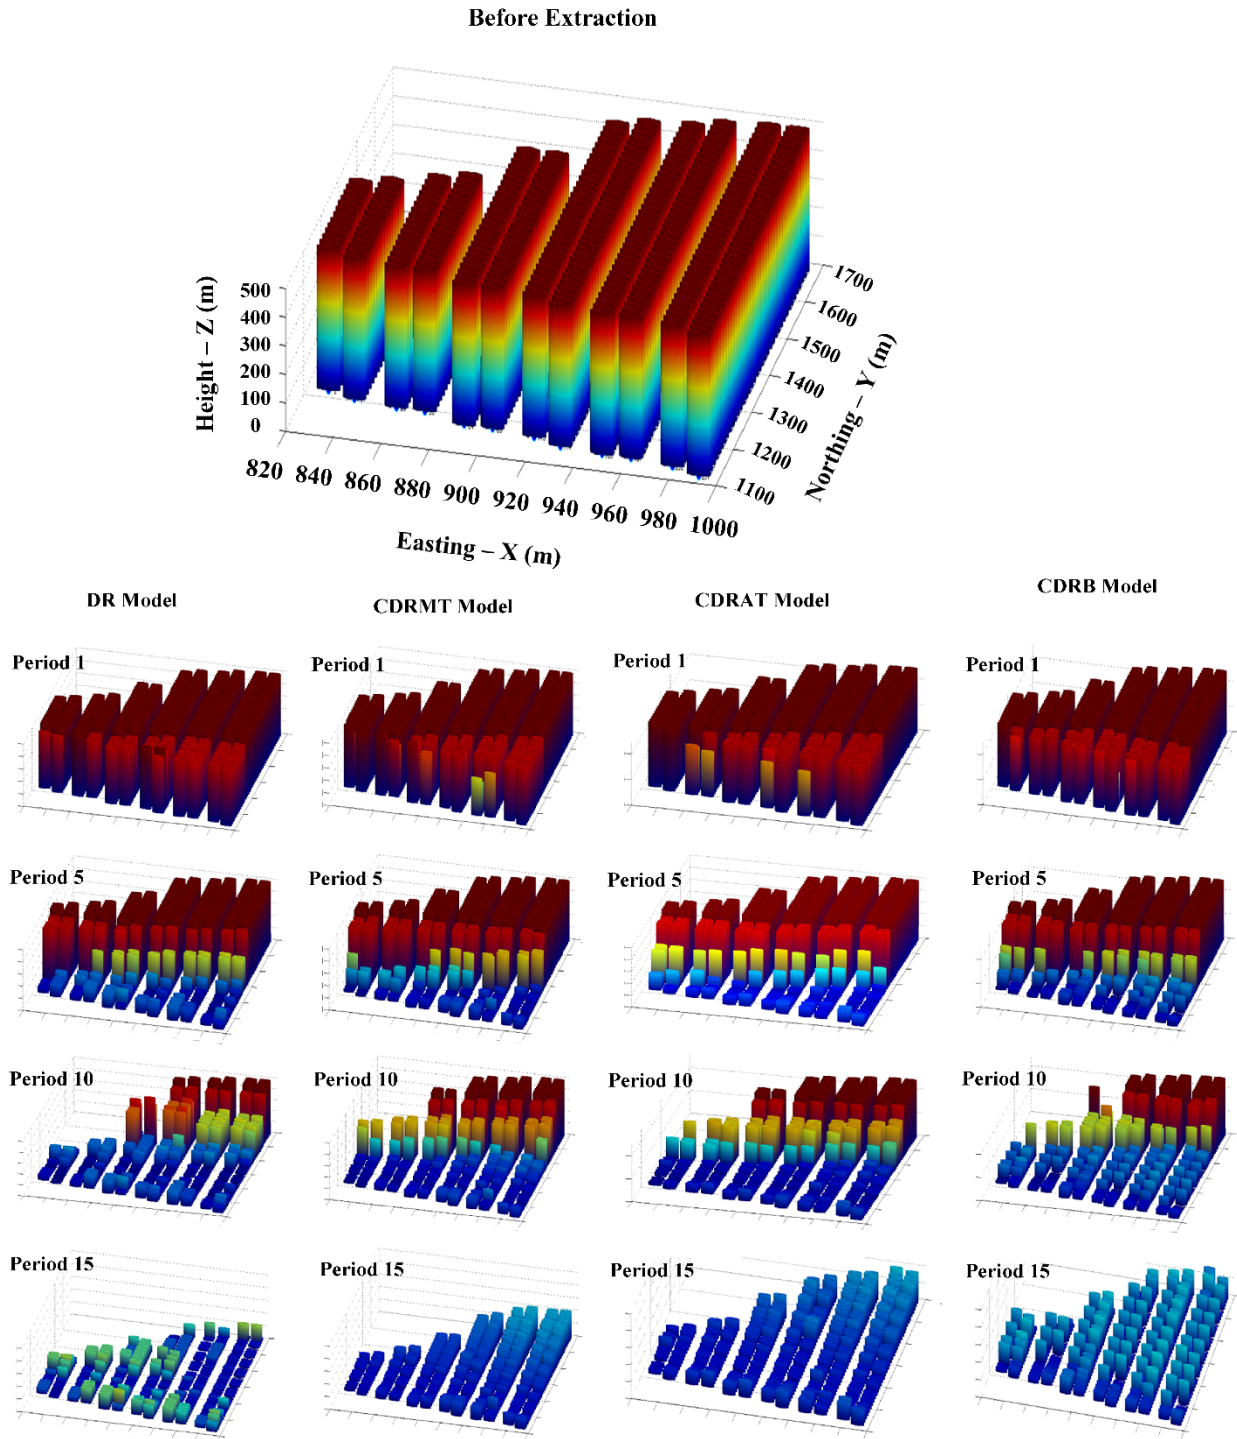 Before Extraction
Height – Z (m)
500
400
300
200
100
0
820
840
860
880
900
920
940
960
980
1000
Easting – X (m)
1700
1600
1500
1400
1300
1200
1100
Northing – Y (m)
DR Model
CDRMT Model
CDRAT Model
CDRB Model
Period 1
Period 1
Period 1
Period 1
Period 5
Period 5
Period 5
Period 5
Period 10
Period 10
Period 10
Period 10
Period 15
Period 15
Period 15
Period 15